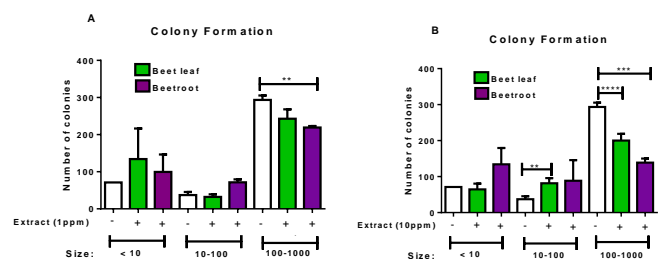 A
Colony Formation
Number of colonies
400
300
200
100
0
Beet leaf
Beetroot
**
Extract (1ppm) - + + - + + - + +
Size: < 10 10-100 100-1000
B
Colony Formation
Number of colonies
400
300
200
100
0
Beet leaf
Beetroot
**
***
****
Extract (10ppm) - + + - + + - + +
Size: < 10 10-100 100-1000